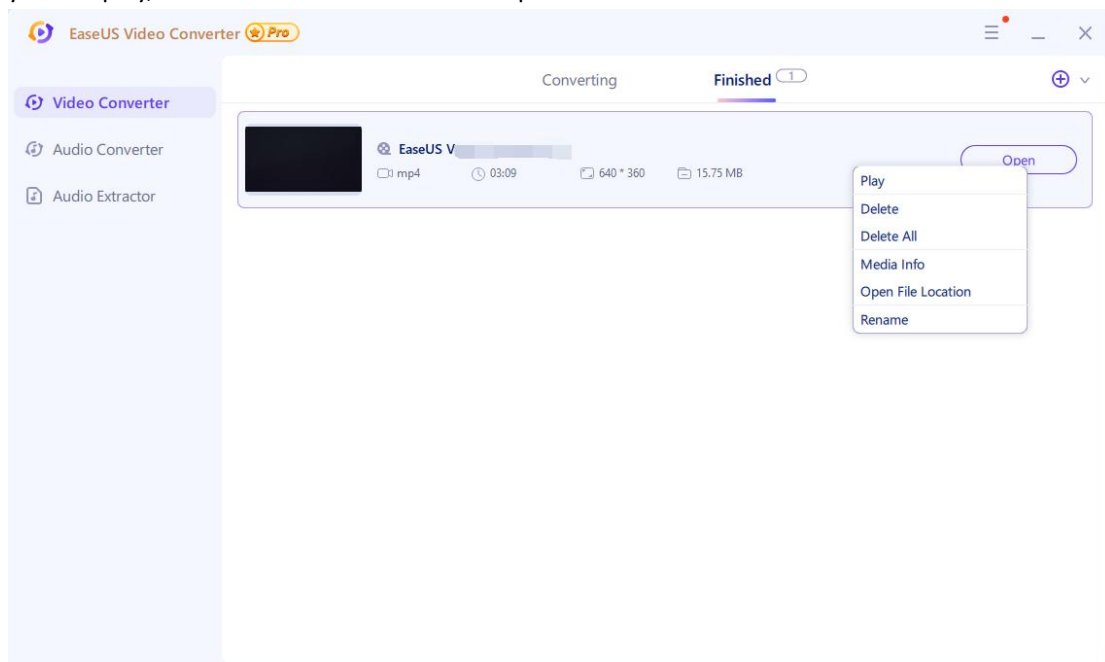 EaseUS Video Converter Pro
Converting
Finished 1
Video Converter
Audio Converter
Audio Extractor
EaseUS V
mp4 03:09 640 * 360 15.75 MB
Open
Play
Delete
Delete All
Media Info
Open File Location
Rename